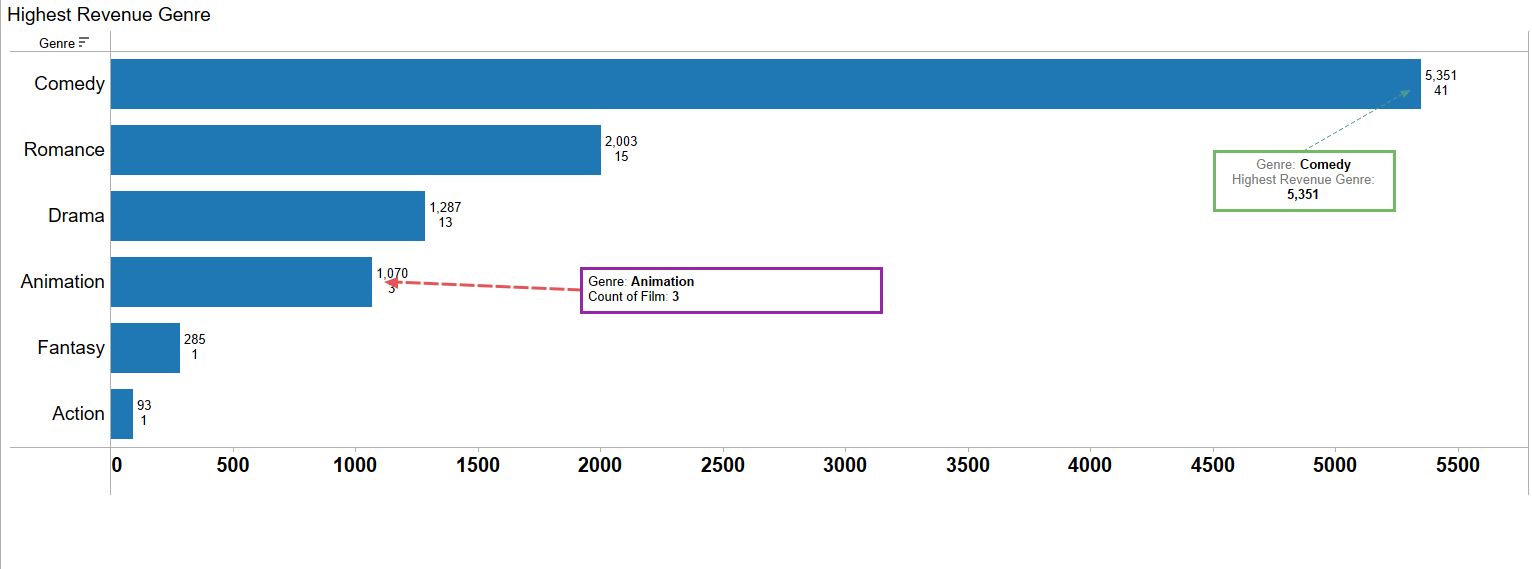 Highest Revenue Genre
Genre
Comedy
5,351
41
Genre: Comedy
Highest Revenue Genre:
5,351
Romance
2,003
15
Drama
1,287
13
Animation
1,070
3
Genre: Animation
Count of Film: 3
Fantasy
285
1
Action
93
1
0 500 1000 1500 2000 2500 3000 3500 4000 4500 5000 5500